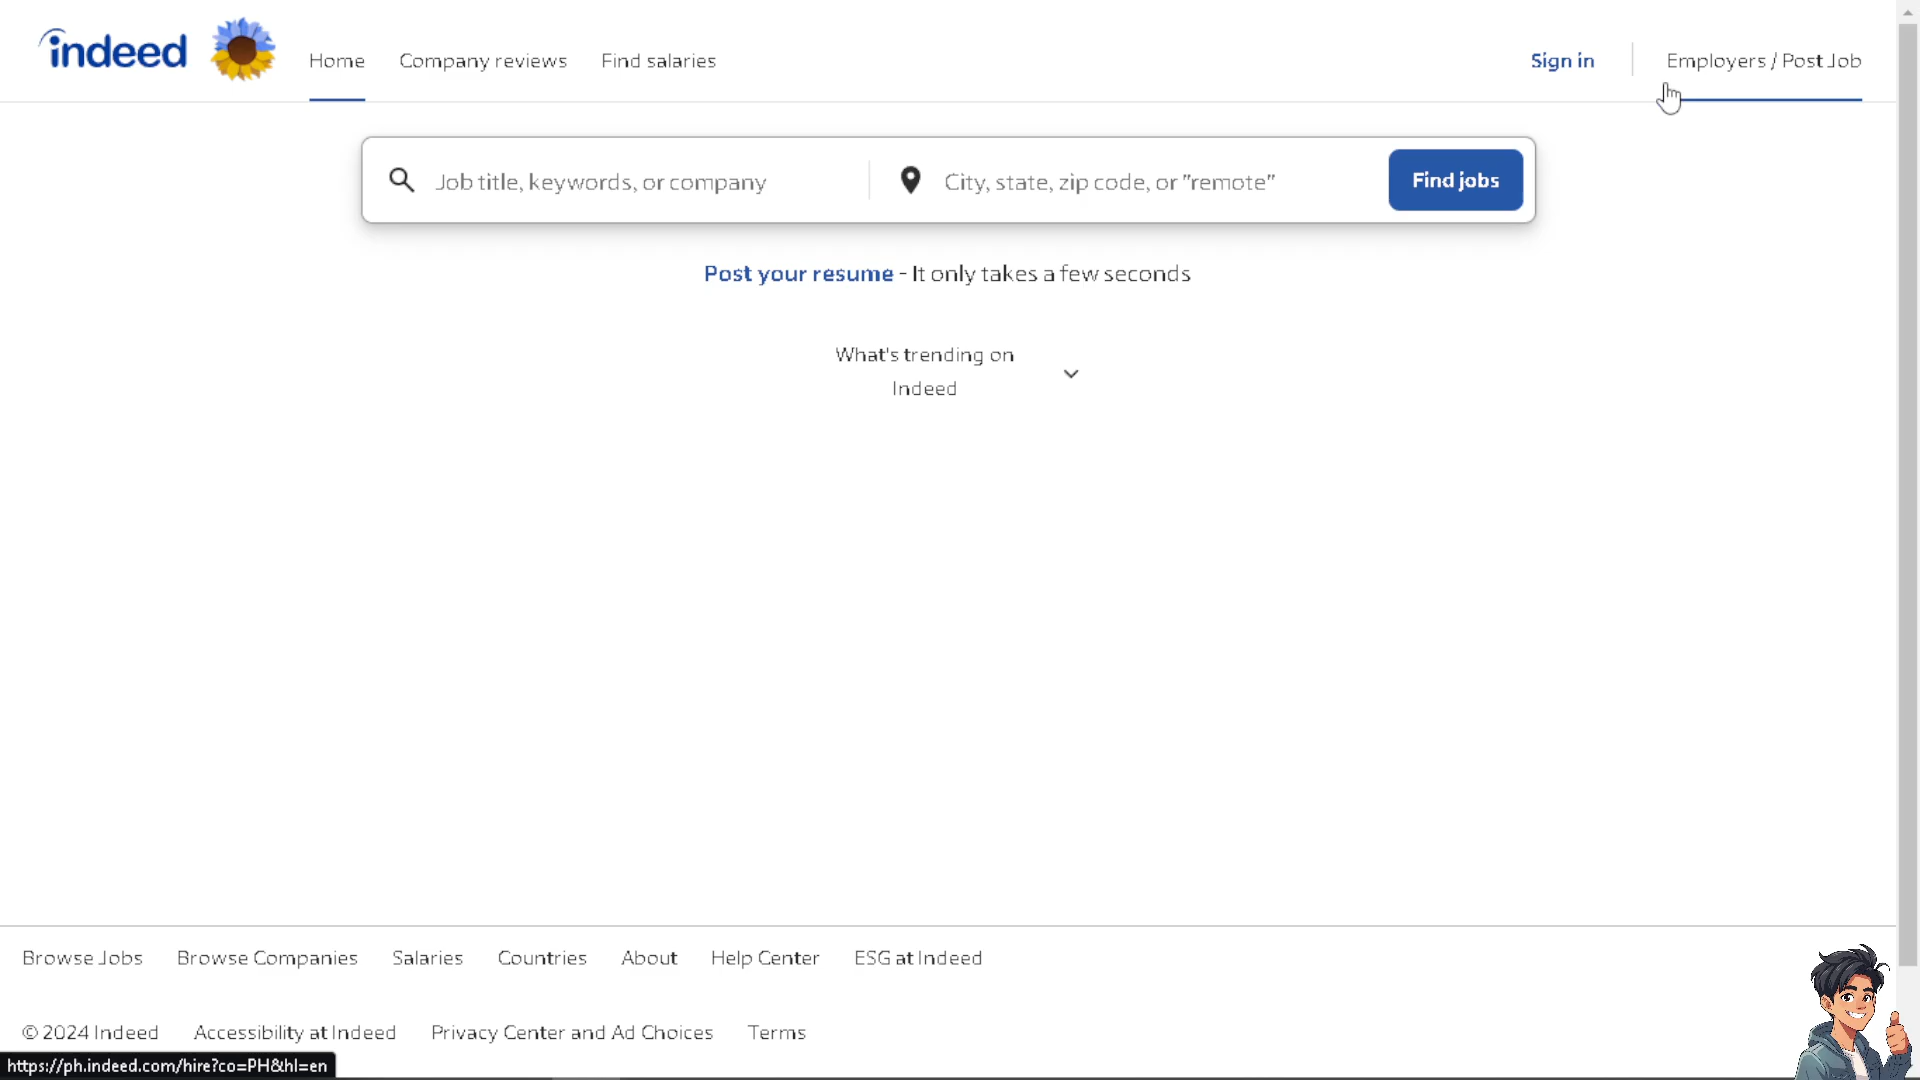 indeed
Home Company reviews Find salaries Sign in Employers / Post Job
Job title, keywords, or company City, state, zip code, or "remote" Find jobs
Post your resume - It only takes a few seconds
What's trending on
Indeed
Browse Jobs Browse Companies Salaries Countries About Help Center ESG at Indeed
© 2024 Indeed Accessibility at Indeed Privacy Center and Ad Choices Terms
https://ph.indeed.com/hire?co=PH&hl=en